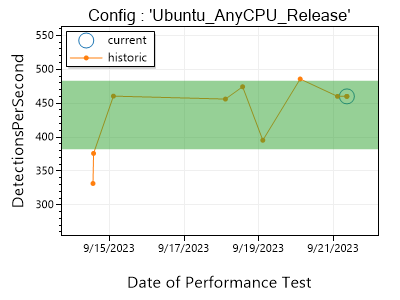 Config : 'Ubuntu_AnyCPU_Release'
current
historic
DetectionsPerSecond
550
500
450
400
350
300
9/15/2023
9/17/2023
9/19/2023
9/21/2023
Date of Performance Test